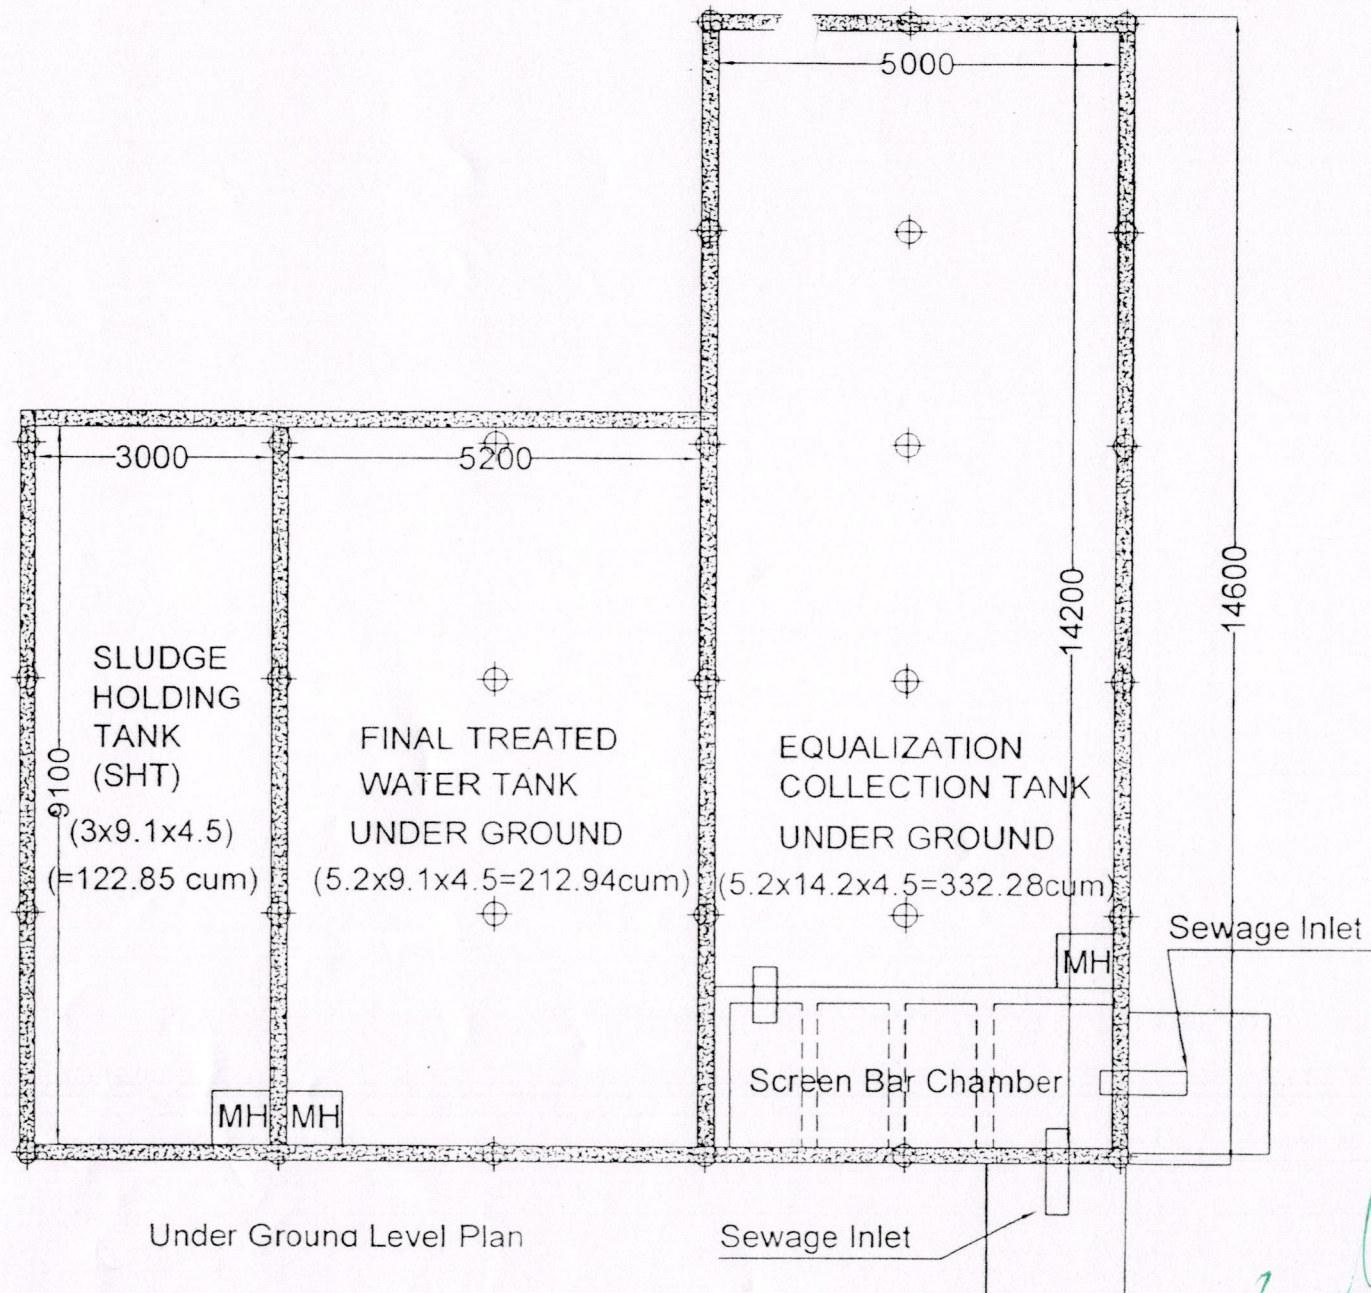 5000
3000
5200
14200
14600
9100
SLUDGE
HOLDING
TANK
(SHT)
(3x9.1x4.5)
(=122.85 cum)
FINAL TREATED
WATER TANK
UNDER GROUND
(5.2x9.1x4.5=212.94cum)
EQUALIZATION
COLLECTION TANK
UNDER GROUND
(5.2x14.2x4.5=332.28cum)
Sewage Inlet
MH
Screen Bar Chamber
MH
MH
Under Ground Level Plan
Sewage Inlet